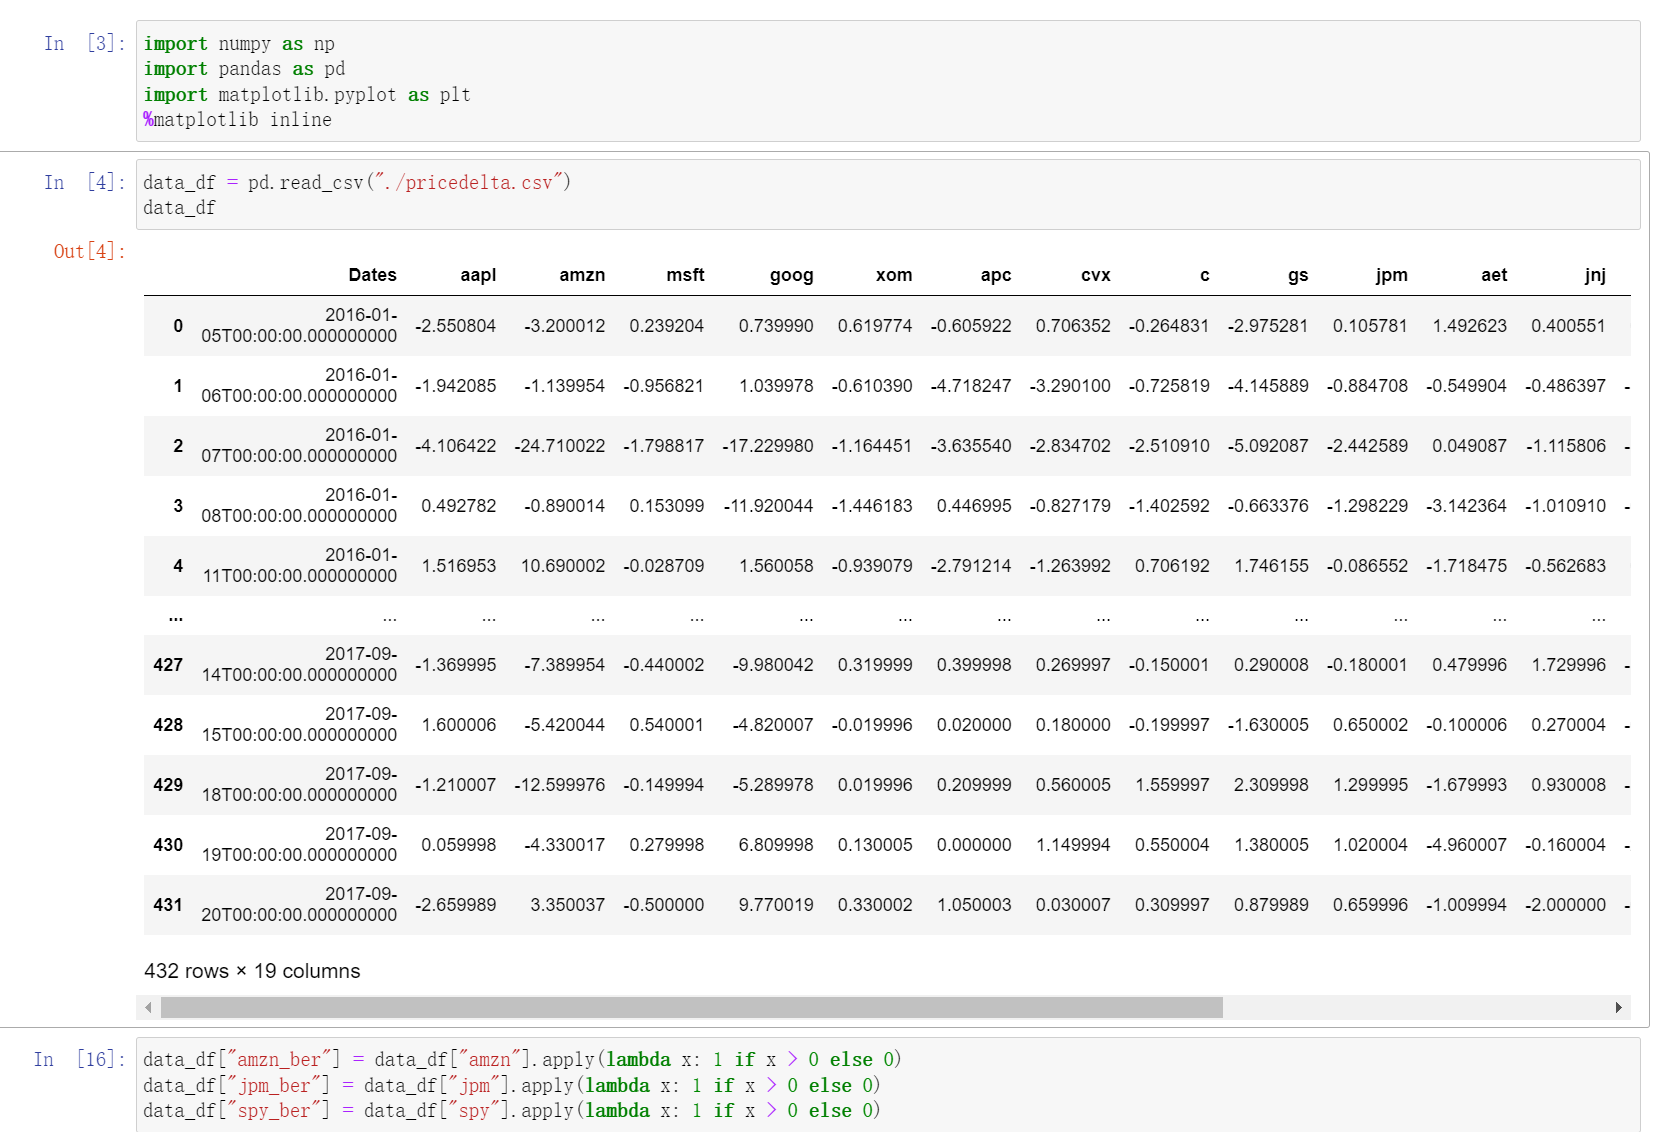 In [3]: import numpy as np
import pandas as pd
import matplotlib.pyplot as plt
%matplotlib inline
In [4]: data_df = pd.read_csv("./pricedelta.csv")
data_df
Out[4]:
Dates aapl amzn msft goog xom apc cvx c gs jpm aet jnj
0 2016-01-05T00:00:00.000000000 -2.550804 -3.200012 0.239204 0.739990 0.619774 -0.605922 0.706352 -0.264831 -2.975281 0.105781 1.492623 0.400551
1 2016-01-06T00:00:00.000000000 -1.942085 -1.139954 -0.956821 1.039978 -0.610390 -4.718247 -3.290100 -0.725819 -4.145889 -0.884708 -0.549904 -0.486397 -
2 2016-01-07T00:00:00.000000000 -4.106422 -24.710022 -1.798817 -17.229980 -1.164451 -3.635540 -2.834702 -2.510910 -5.092087 -2.442589 0.049087 -1.115806 -
3 2016-01-08T00:00:00.000000000 0.492782 -0.890014 0.153099 -11.920044 -1.446183 0.446995 -0.827179 -1.402592 -0.663376 -1.298229 -3.142364 -1.010910 -
4 2016-01-11T00:00:00.000000000 1.516953 10.690002 -0.028709 1.560058 -0.939079 -2.791214 -1.263992 0.706192 1.746155 -0.086552 -1.718475 -0.562683
... ... ... ... ... ... ... ... ... ... ... ... ... ...
427 2017-09-14T00:00:00.000000000 -1.369995 -7.389954 -0.440002 -9.980042 0.319999 0.399998 0.269997 -0.150001 0.290008 -0.180001 0.479996 1.729996 -
428 2017-09-15T00:00:00.000000000 1.600006 -5.420044 0.540001 -4.820007 -0.019996 0.020000 0.180000 -0.199997 -1.630005 0.650002 -0.100006 0.270004 -
429 2017-09-18T00:00:00.000000000 -1.210007 -12.599976 -0.149994 -5.289978 0.019996 0.209999 0.560005 1.559997 2.309998 1.299995 -1.679993 0.930008 -
430 2017-09-19T00:00:00.000000000 0.059998 -4.330017 0.279998 6.809998 0.130005 0.000000 1.149994 0.550004 1.380005 1.020004 -4.960007 -0.160004 -
431 2017-09-20T00:00:00.000000000 -2.659989 3.350037 -0.500000 9.770019 0.330002 1.050003 0.030007 0.309997 0.879989 0.659996 -1.009994 -2.000000 -
432 rows × 19 columns
In [16]: data_df["amzn_ber"] = data_df["amzn"].apply(lambda x: 1 if x > 0 else 0)
data_df["jpm_ber"] = data_df["jpm"].apply(lambda x: 1 if x > 0 else 0)
data_df["spy_ber"] = data_df["spy"].apply(lambda x: 1 if x > 0 else 0)